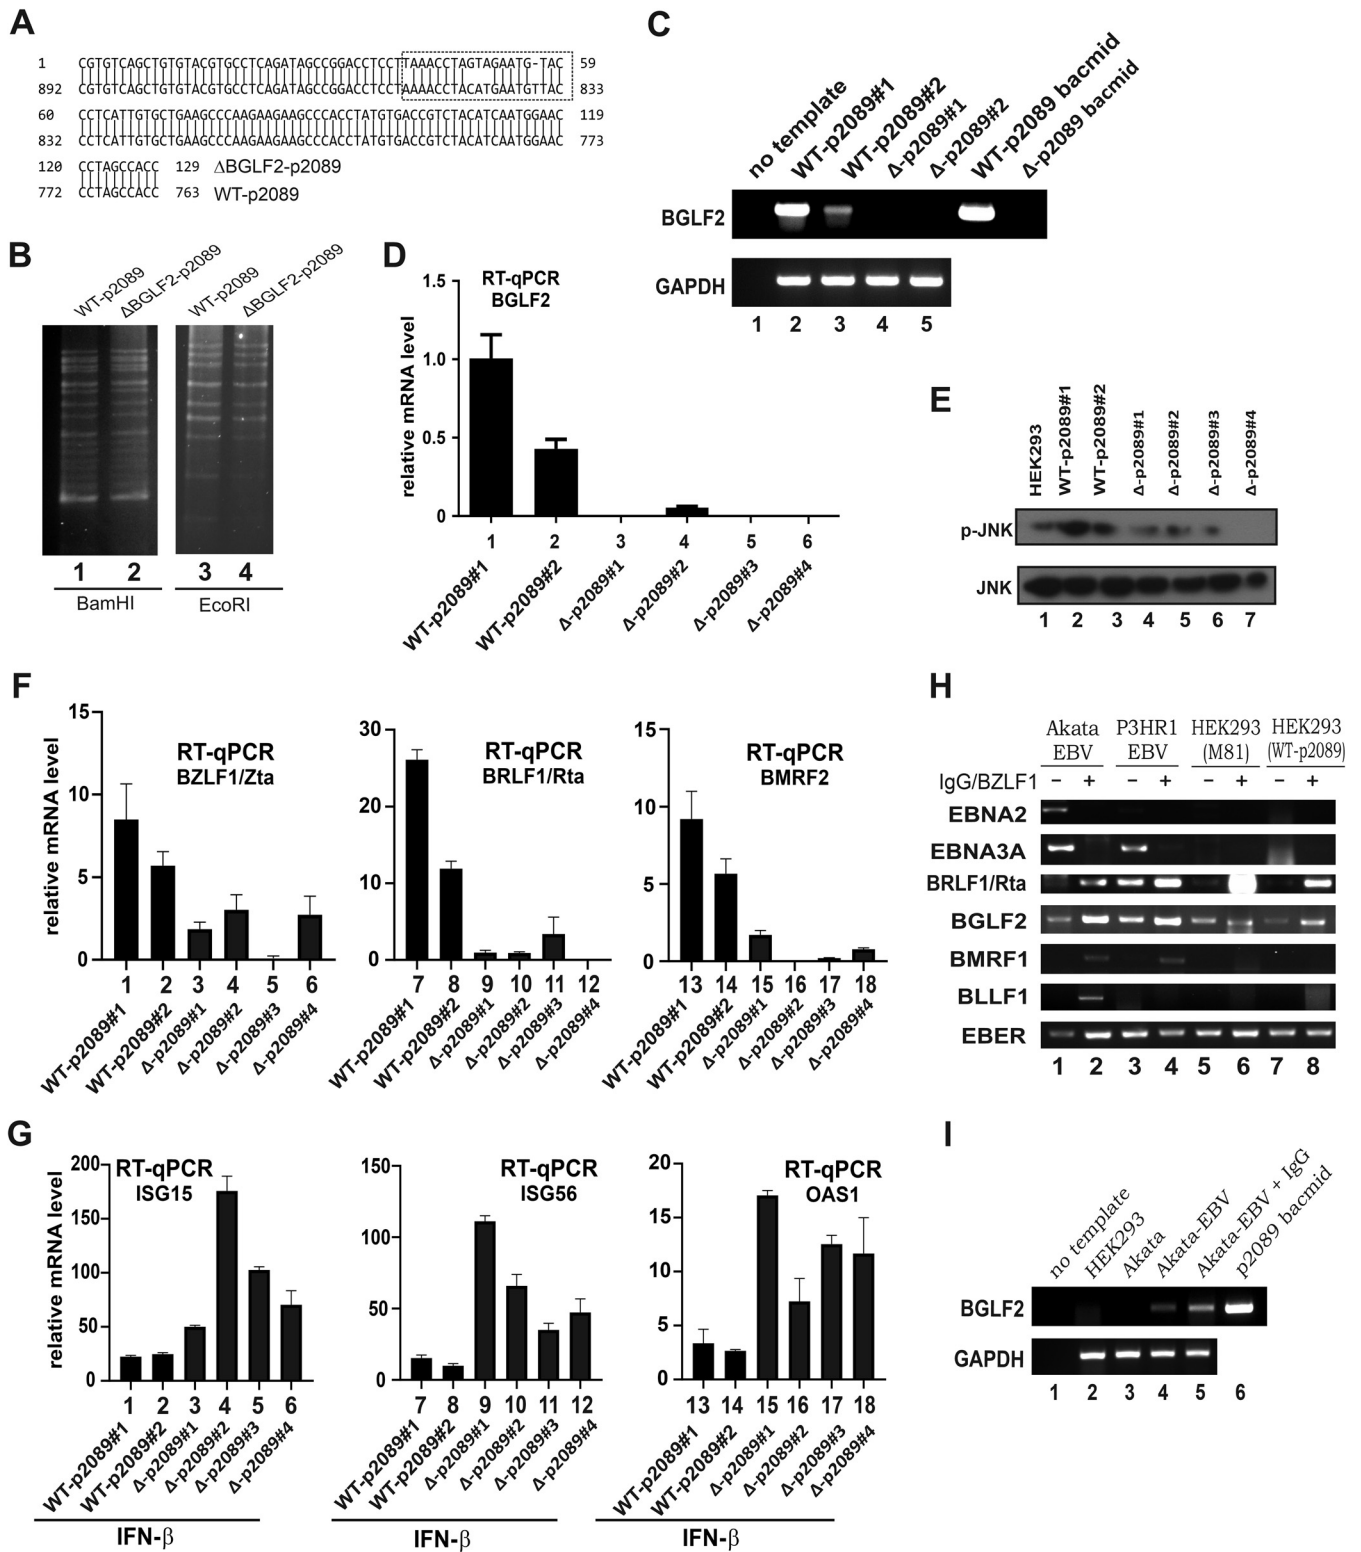 A
1 CGTGTCAGCTGTGTACGTGCCTCAGATAGCCGGACCTCCTTAAACCTAGTAGAATG-TAC 59
892 CGTGTCAGCTGTGTACGTGCCTCAGATAGCCGGACCTCCTAAAACCTACATGAATGTTAC 833
60 CCTCATTGTGCTGAAGCCCAAGAAGAAGCCCACCTATGTGACCGTCTACATCAATGGAAC 119
832 CCTCATTGTGCTGAAGCCCAAGAAGAAGCCCACCTATGTGACCGTCTACATCAATGGAAC 773
120 CCTAGCCACC 129 ΔBGLF2-p2089
772 CCTAGCCACC 763 WT-p2089
B
WT-p2089
ΔBGLF2-p2089
WT-p2089
ΔBGLF2-p2089
1 2 3 4
BamHI EcoRI
C
no template
WT-p2089#1
WT-p2089#2
Δ-p2089#1
Δ-p2089#2
WT-p2089 bacmid
Δ-p2089 bacmid
BGLF2
GAPDH
1 2 3 4 5
D
RT-qPCR
BGLF2
relative mRNA level
1.5
1.0
0.5
0
1 2 3 4 5 6
WT-p2089#1
WT-p2089#2
Δ-p2089#1
Δ-p2089#2
Δ-p2089#3
Δ-p2089#4
E
HEK293
WT-p2089#1
WT-p2089#2
Δ-p2089#1
Δ-p2089#2
Δ-p2089#3
Δ-p2089#4
p-JNK
JNK
1 2 3 4 5 6 7
F
relative mRNA level
RT-qPCR
BZLF1/Zta
15
10
5
0
1 2 3 4 5 6
WT-p2089#1
WT-p2089#2
Δ-p2089#1
Δ-p2089#2
Δ-p2089#3
Δ-p2089#4
RT-qPCR
BRLF1/Rta
30
20
10
0
7 8 9 10 11 12
WT-p2089#1
WT-p2089#2
Δ-p2089#1
Δ-p2089#2
Δ-p2089#3
Δ-p2089#4
RT-qPCR
BMRF2
15
10
5
0
13 14 15 16 17 18
WT-p2089#1
WT-p2089#2
Δ-p2089#1
Δ-p2089#2
Δ-p2089#3
Δ-p2089#4
G
relative mRNA level
RT-qPCR
ISG15
200
150
100
50
0
1 2 3 4 5 6
WT-p2089#1
WT-p2089#2
Δ-p2089#1
Δ-p2089#2
Δ-p2089#3
Δ-p2089#4
IFN-β
RT-qPCR
ISG56
150
100
50
0
7 8 9 10 11 12
WT-p2089#1
WT-p2089#2
Δ-p2089#1
Δ-p2089#2
Δ-p2089#3
Δ-p2089#4
IFN-β
RT-qPCR
OAS1
20
15
10
5
0
13 14 15 16 17 18
WT-p2089#1
WT-p2089#2
Δ-p2089#1
Δ-p2089#2
Δ-p2089#3
Δ-p2089#4
IFN-β
H
Akata P3HR1 HEK293 HEK293
EBV EBV (M81) (WT-p2089)
IgG/BZLF1 − + − + − + − +
EBNA2
EBNA3A
BRLF1/Rta
BGLF2
BMRF1
BLLF1
EBER
1 2 3 4 5 6 7 8
I
no template
HEK293
Akata
Akata-EBV
Akata-EBV + IgG
p2089 bacmid
BGLF2
GAPDH
1 2 3 4 5 6